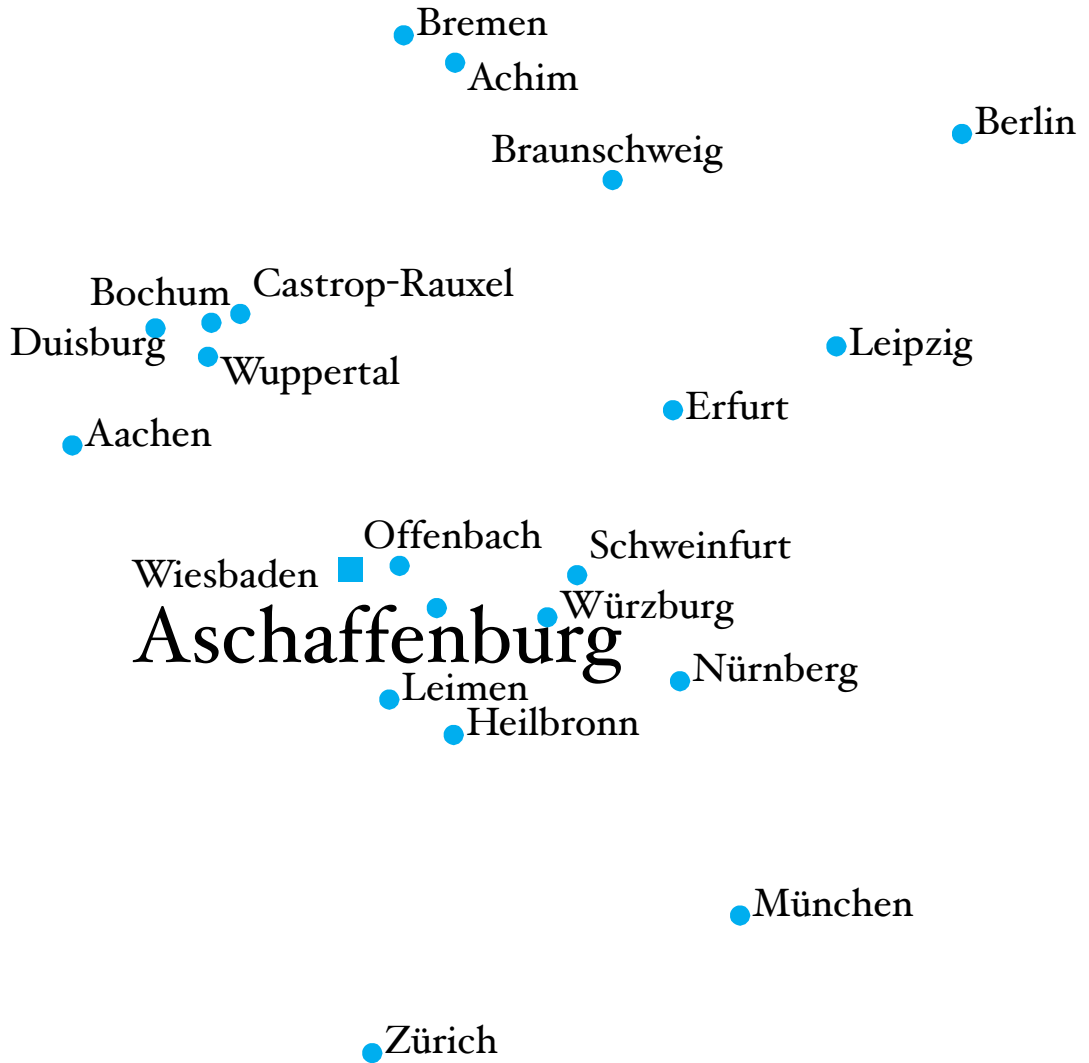 Bremen
Achim
Berlin
Braunschweig
Castrop-Rauxel
Bochum
Duisburg
Leipzig
Wuppertal
Erfurt
Aachen
Offenbach
Schweinfurt
Wiesbaden
Würzburg
Aschaffenburg
Nürnberg
Leimen
Heilbronn
München
Zürich